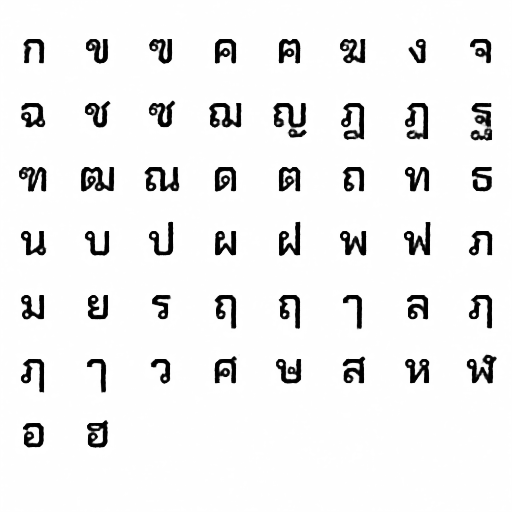 ก ข ฃ ค ฅ ฆ ง จ
ฉ ช ซ ฌ ญ ฎ ฏ ฐ
ฑ ฒ ณ ด ต ถ ท ธ
น บ ป ผ ฝ พ ฟ ภ
ม ย ร ฤ ฤ ๅ ล ฦ
ฦ ๅ ว ศ ษ ส ห ฬ
อ ฮ